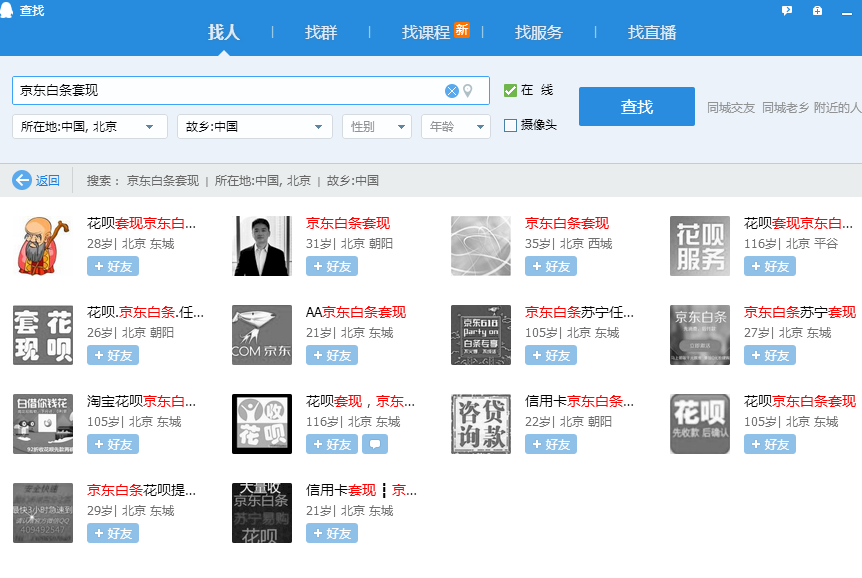 查找
找人 找群 找课程 新 找服务 找直播
京东白条套现
在 线
查找
同城交友 同城老乡 附近的人
所在地:中国, 北京 故乡:中国 性别 年龄
摄像头
返回 搜索： 京东白条套现 | 所在地:中国, 北京 | 故乡:中国
花呗套现京东白...
28岁| 北京 东城
+ 好友
京东白条套现
31岁| 北京 朝阳
+ 好友
京东白条套现
35岁| 北京 西城
+ 好友
花呗
服务
花呗套现京东白...
116岁| 北京 平谷
+ 好友
套 花
现 呗
花呗.京东白条.任...
26岁| 北京 朝阳
+ 好友
COM 京东
AA京东白条套现
21岁| 北京 东城
+ 好友
京东618
party on
白条专享
京东白条苏宁任...
105岁| 北京 东城
+ 好友
京东白条
京东白条苏宁套现
27岁| 北京 东城
+ 好友
白借你钱花
淘宝花呗京东白...
105岁| 北京 东城
+ 好友
收
花呗
花呗套现，京东...
116岁| 北京 东城
+ 好友
咨 贷
询 款
信用卡京东白条...
22岁| 北京 朝阳
+ 好友
花呗
先收款 后确认
花呗京东白条套现
105岁| 北京 东城
+ 好友
安全快速
最快3小时急速到
409492547
京东白条花呗提...
29岁| 北京 东城
+ 好友
大量收
京东白条
苏宁易购
花呗
信用卡套现┇京...
21岁| 北京 东城
+ 好友